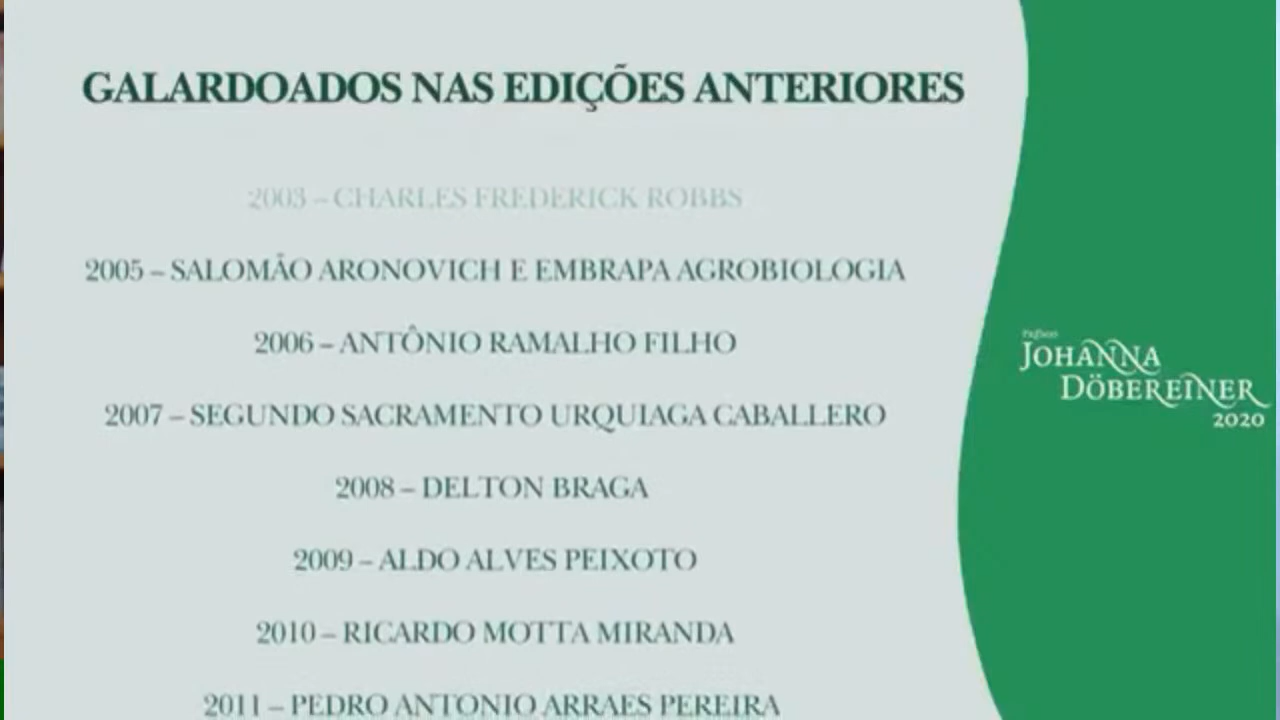 GALARDOADOS NAS EDIÇÕES ANTERIORES
2003 – CHARLES FREDERICK ROBBS
2005 – SALOMÃO ARONOVICH E EMBRAPA AGROBIOLOGIA
2006 – ANTÔNIO RAMALHO FILHO
2007 – SEGUNDO SACRAMENTO URQUIAGA CABALLERO
2008 – DELTON BRAGA
2009 – ALDO ALVES PEIXOTO
2010 – RICARDO MOTTA MIRANDA
2011 – PEDRO ANTONIO ARRAES PEREIRA
JOHANNA
DÖBEREINER
2020